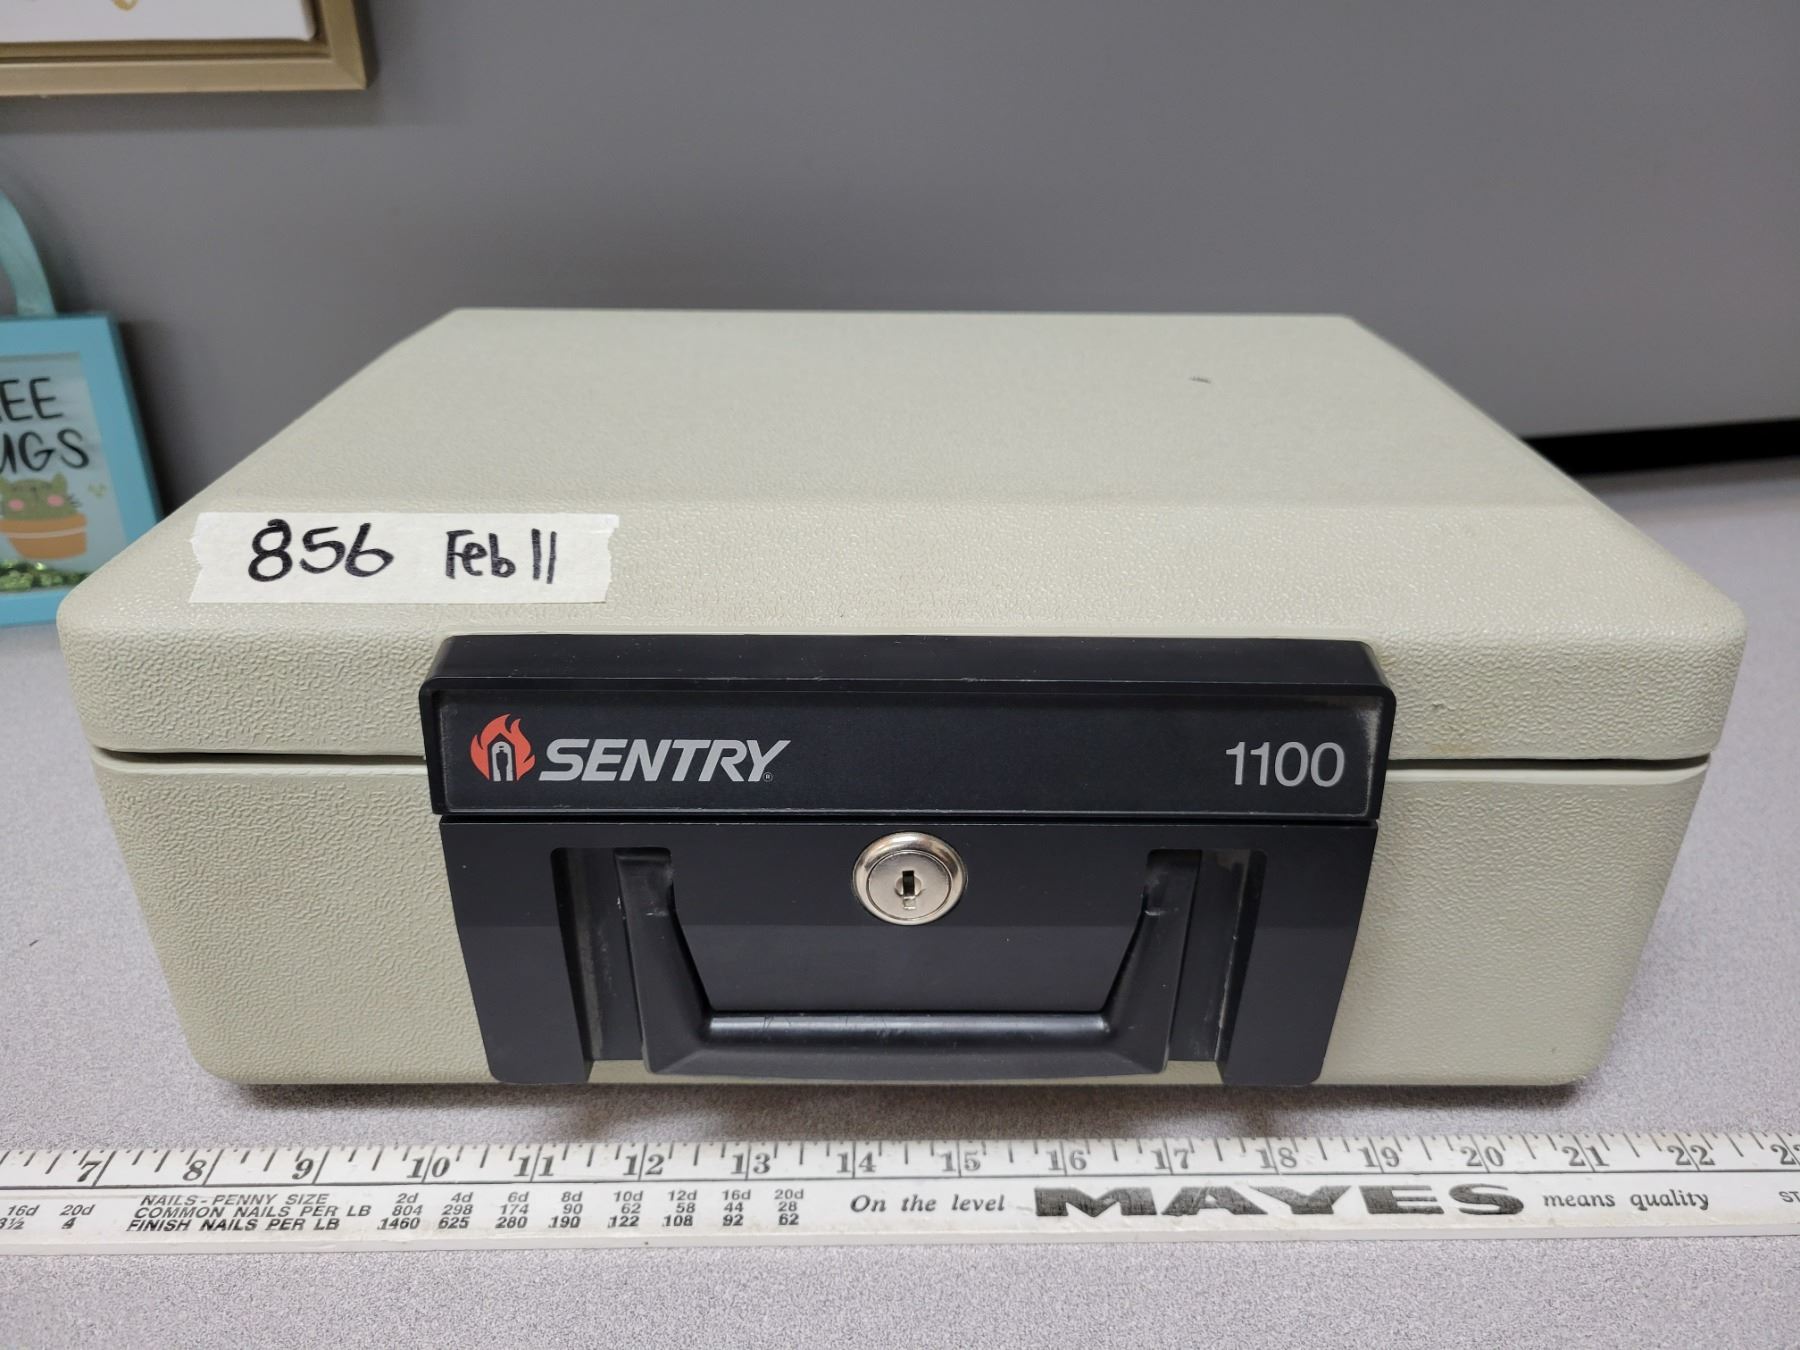 EE
UGS
856 Feb 11
SENTRY®
1100
7 8 9 10 11 12 13 14 15 16 17 18 19 20 21 22
NAILS - PENNY SIZE 2d 4d 6d 8d 10d 12d 16d 20d
16d 20d COMMON NAILS PER LB 804 298 174 90 62 58 44 28
3½ 4 FINISH NAILS PER LB 1460 625 280 190 122 108 92 62
On the level MAYES means quality
ST